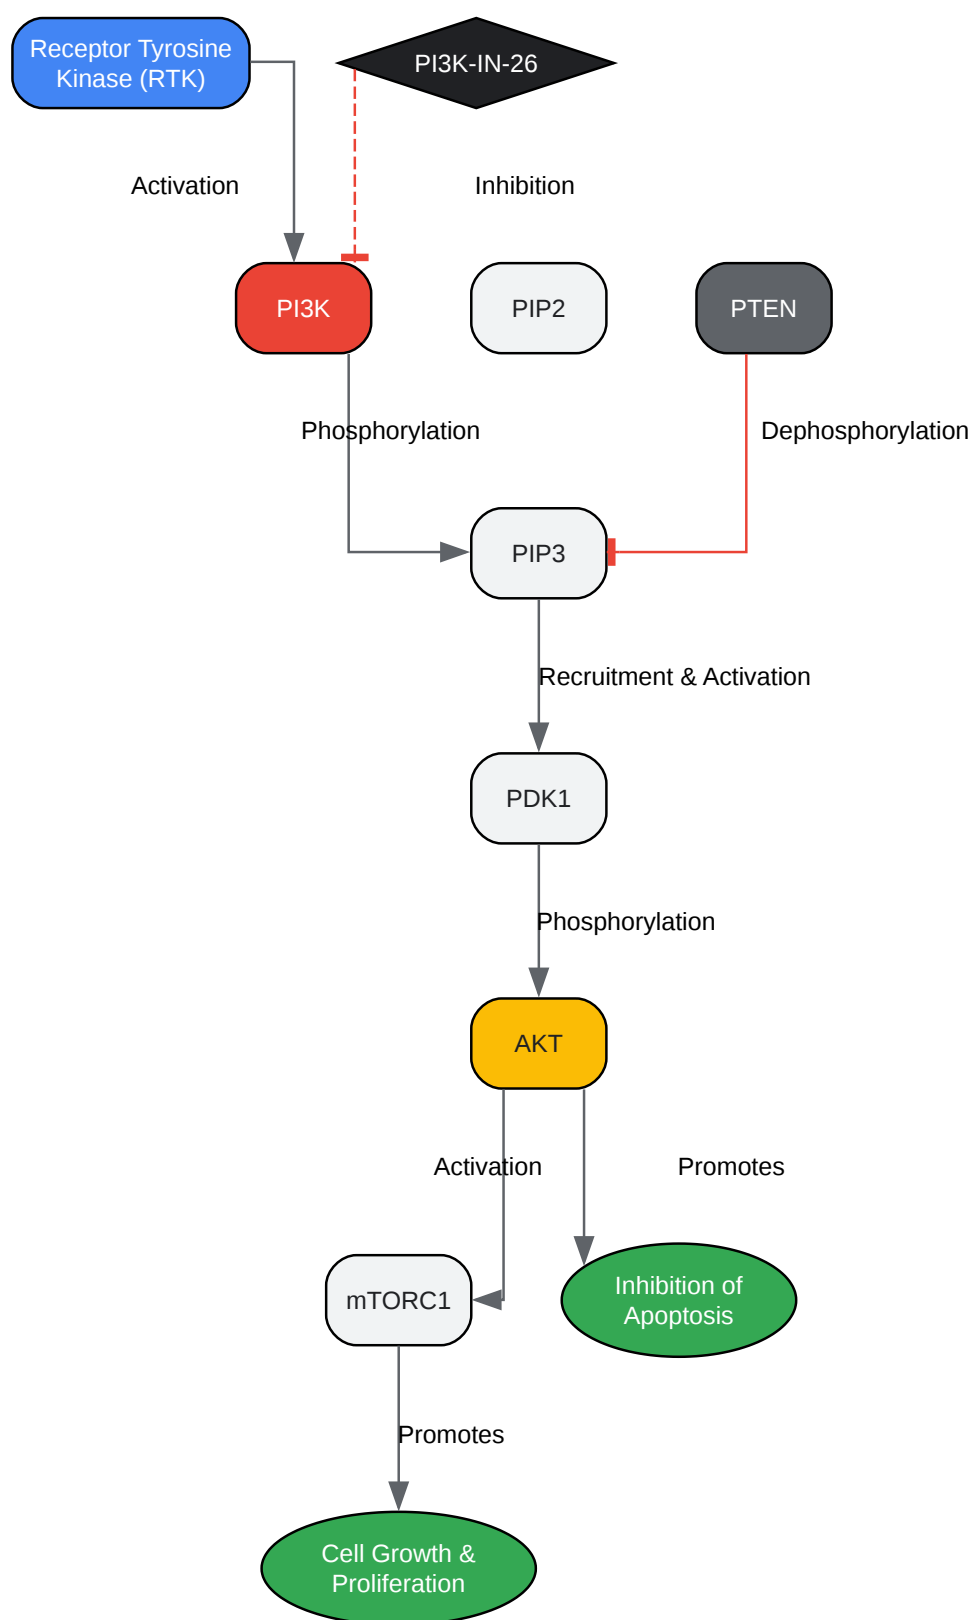 Receptor Tyrosine
Kinase (RTK)
PI3K-IN-26
Activation
Inhibition
PI3K
PIP2
PTEN
Phosphorylation
Dephosphorylation
PIP3
Recruitment & Activation
PDK1
Phosphorylation
AKT
Activation
Promotes
mTORC1
Inhibition of
Apoptosis
Promotes
Cell Growth &
Proliferation